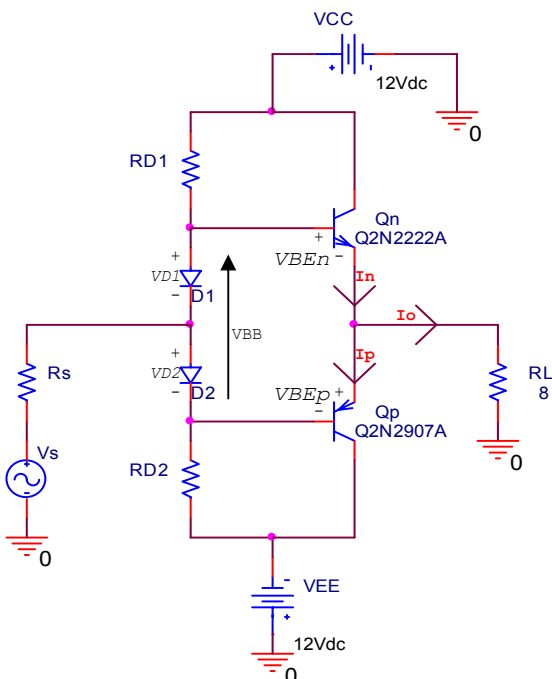 VCC
+ -
12Vdc
0
RD1
Qn
Q2N2222A
+
VBEn -
+
VD1
-
D1
In
VBB
Io
Rs
+
VD2
-
D2
Ip
VBEp +
-
RL
8
Qp
Q2N2907A
0
Vs
+
-
RD2
0
-
VEE
+
12Vdc
0